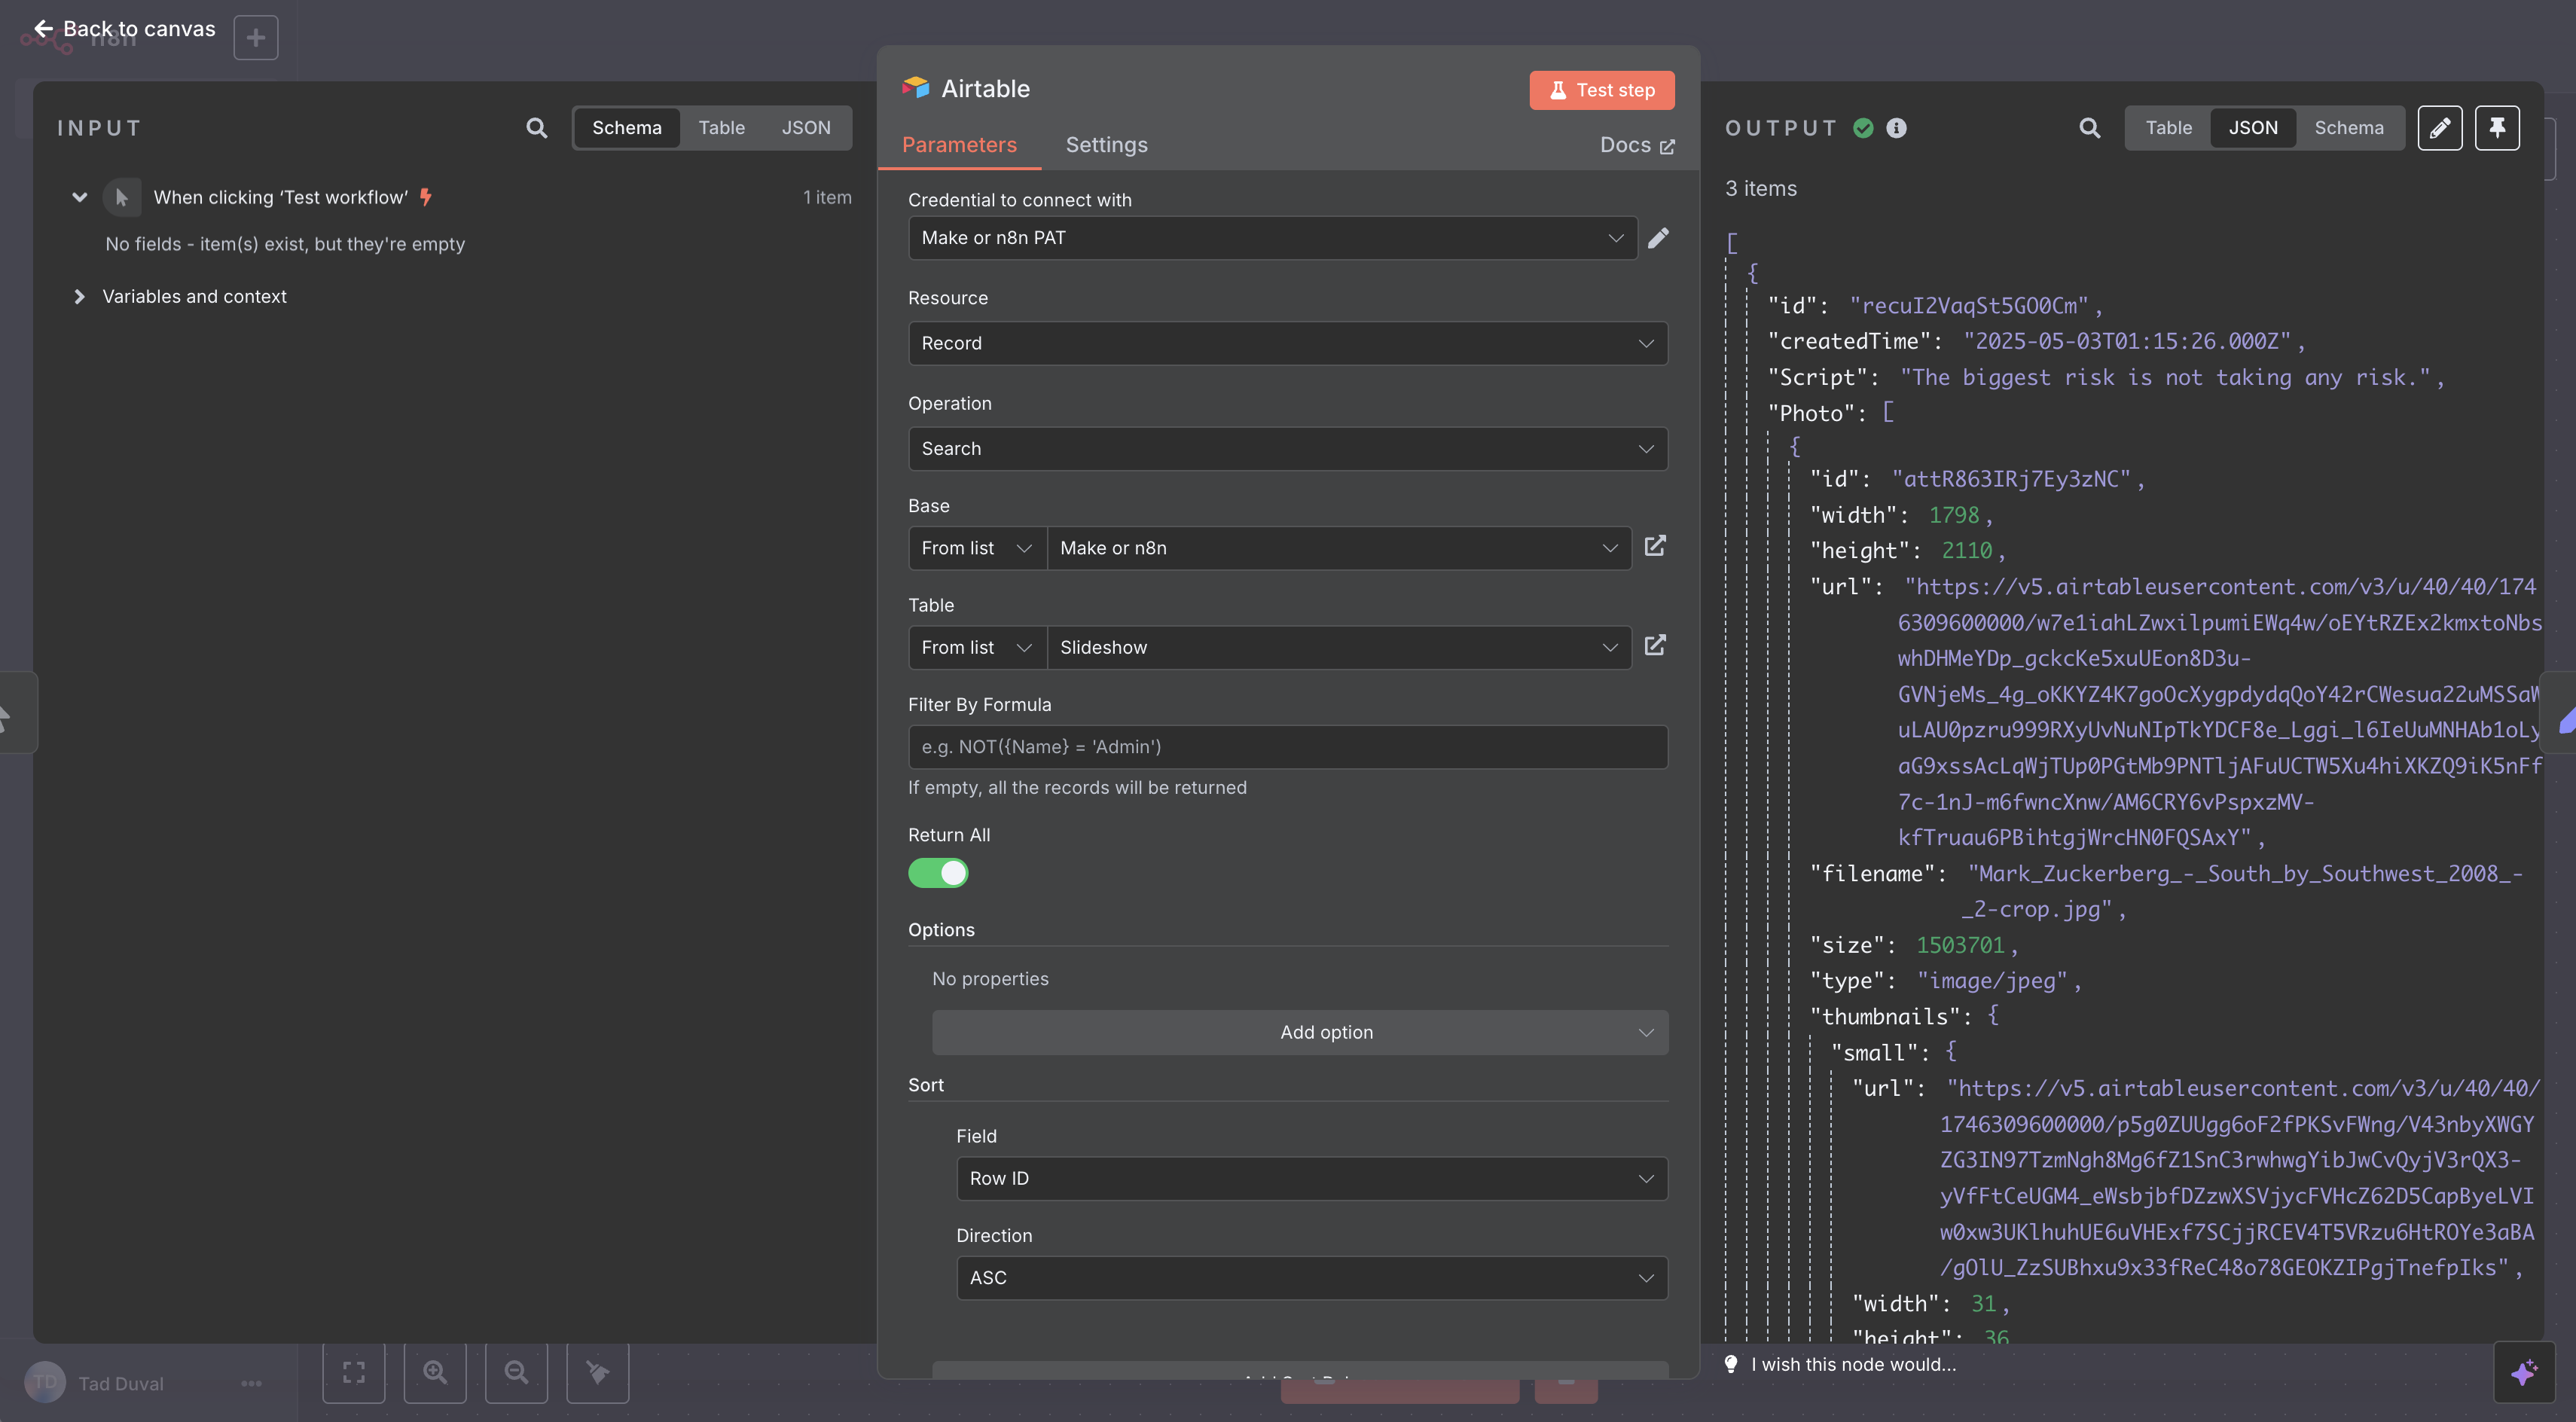 Back to canvas
n8n
INPUT
Schema
Table
JSON
When clicking ‘Test workflow’
1 item
No fields - item(s) exist, but they're empty
Variables and context
Airtable
Test step
Parameters
Settings
Docs
Credential to connect with
Make or n8n PAT
Resource
Record
Operation
Search
Base
From list
Make or n8n
Table
From list
Slideshow
Filter By Formula
e.g. NOT({Name} = 'Admin')
If empty, all the records will be returned
Return All
Options
No properties
Add option
Sort
Field
Row ID
Direction
ASC
OUTPUT
Table
JSON
Schema
3 items
[
{
"id": "recuI2VaqSt5GO0Cm",
"createdTime": "2025-05-03T01:15:26.000Z",
"Script": "The biggest risk is not taking any risk.",
"Photo": [
{
"id": "attR863IRj7Ey3zNC",
"width": 1798,
"height": 2110,
"url": "https://v5.airtableusercontent.com/v3/u/40/40/174
6309600000/w7e1iahLZwxilpumiEWq4w/oEYtRZEx2kmxtoNbs
whDHMeYDp_gckcKe5xuUEon8D3u-
GVNjeMs_4g_oKKYZ4K7goOcXygpdydqQoY42rCWesua22uMSSaW
uLAU0pzru999RXyUvNuNIpTkYDCF8e_Lggi_l6IeUuMNHAb1oLy
aG9xssAcLqWjTUp0PGtMb9PNTljAFuUCTW5Xu4hiXKZQ9iK5nFf
7c-1nJ-m6fwncXnw/AM6CRY6vPspxzMV-
kfTruau6PBihtgjWrcHN0FQSAxY",
"filename": "Mark_Zuckerberg_-_South_by_Southwest_2008_-
_2-crop.jpg",
"size": 1503701,
"type": "image/jpeg",
"thumbnails": {
"small": {
"url": "https://v5.airtableusercontent.com/v3/u/40/40/
1746309600000/p5g0ZUUgg6oF2fPKSvFWng/V43nbyXWGY
ZG3IN97TzmNgh8Mg6fZ1SnC3rwhwgYibJwCvQyjV3rQX3-
yVfFtCeUGM4_eWsbjbfDZzwXSVjycFVHcZ62D5CapByeLVI
w0xw3UKlhuhUE6uVHExf7SCjjRCEV4T5VRzu6HtROYe3aBA
/gOlU_ZzSUBhxu9x33fReC48o78GEOKZIPgjTnefpIks",
"width": 31,
"height": 36
I wish this node would...
TD
Tad Duval